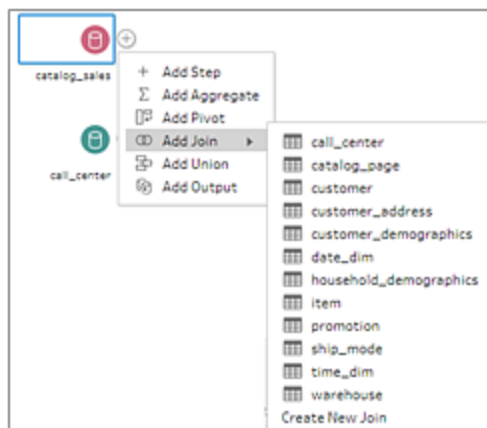 catalog_sales
call_center
Add Step
Add Aggregate
Add Pivot
Add Join
Add Union
Add Output
call_center
catalog_page
customer
customer_address
customer_demographics
date_dim
household_demographics
item
promotion
ship_mode
time_dim
warehouse
Create New Join